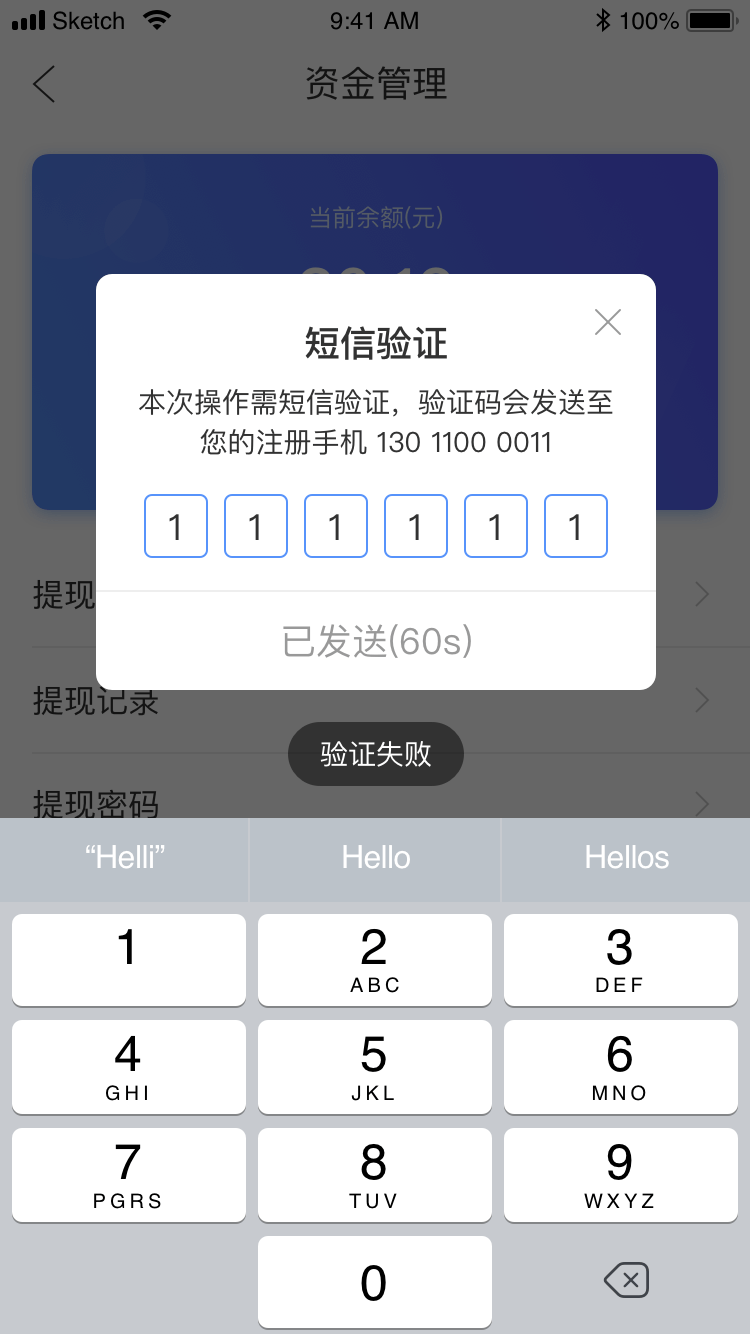 Sketch 9:41 AM 100%
资金管理
当前余额(元)
短信验证
本次操作需短信验证，验证码会发送至
您的注册手机 130 1100 0011
1 1 1 1 1 1
提现
已发送(60s)
提现记录
验证失败
提现密码
“Helli” Hello Hellos
1 2 3
ABC DEF
4 5 6
GHI JKL MNO
7 8 9
PGRS TUV WXYZ
0